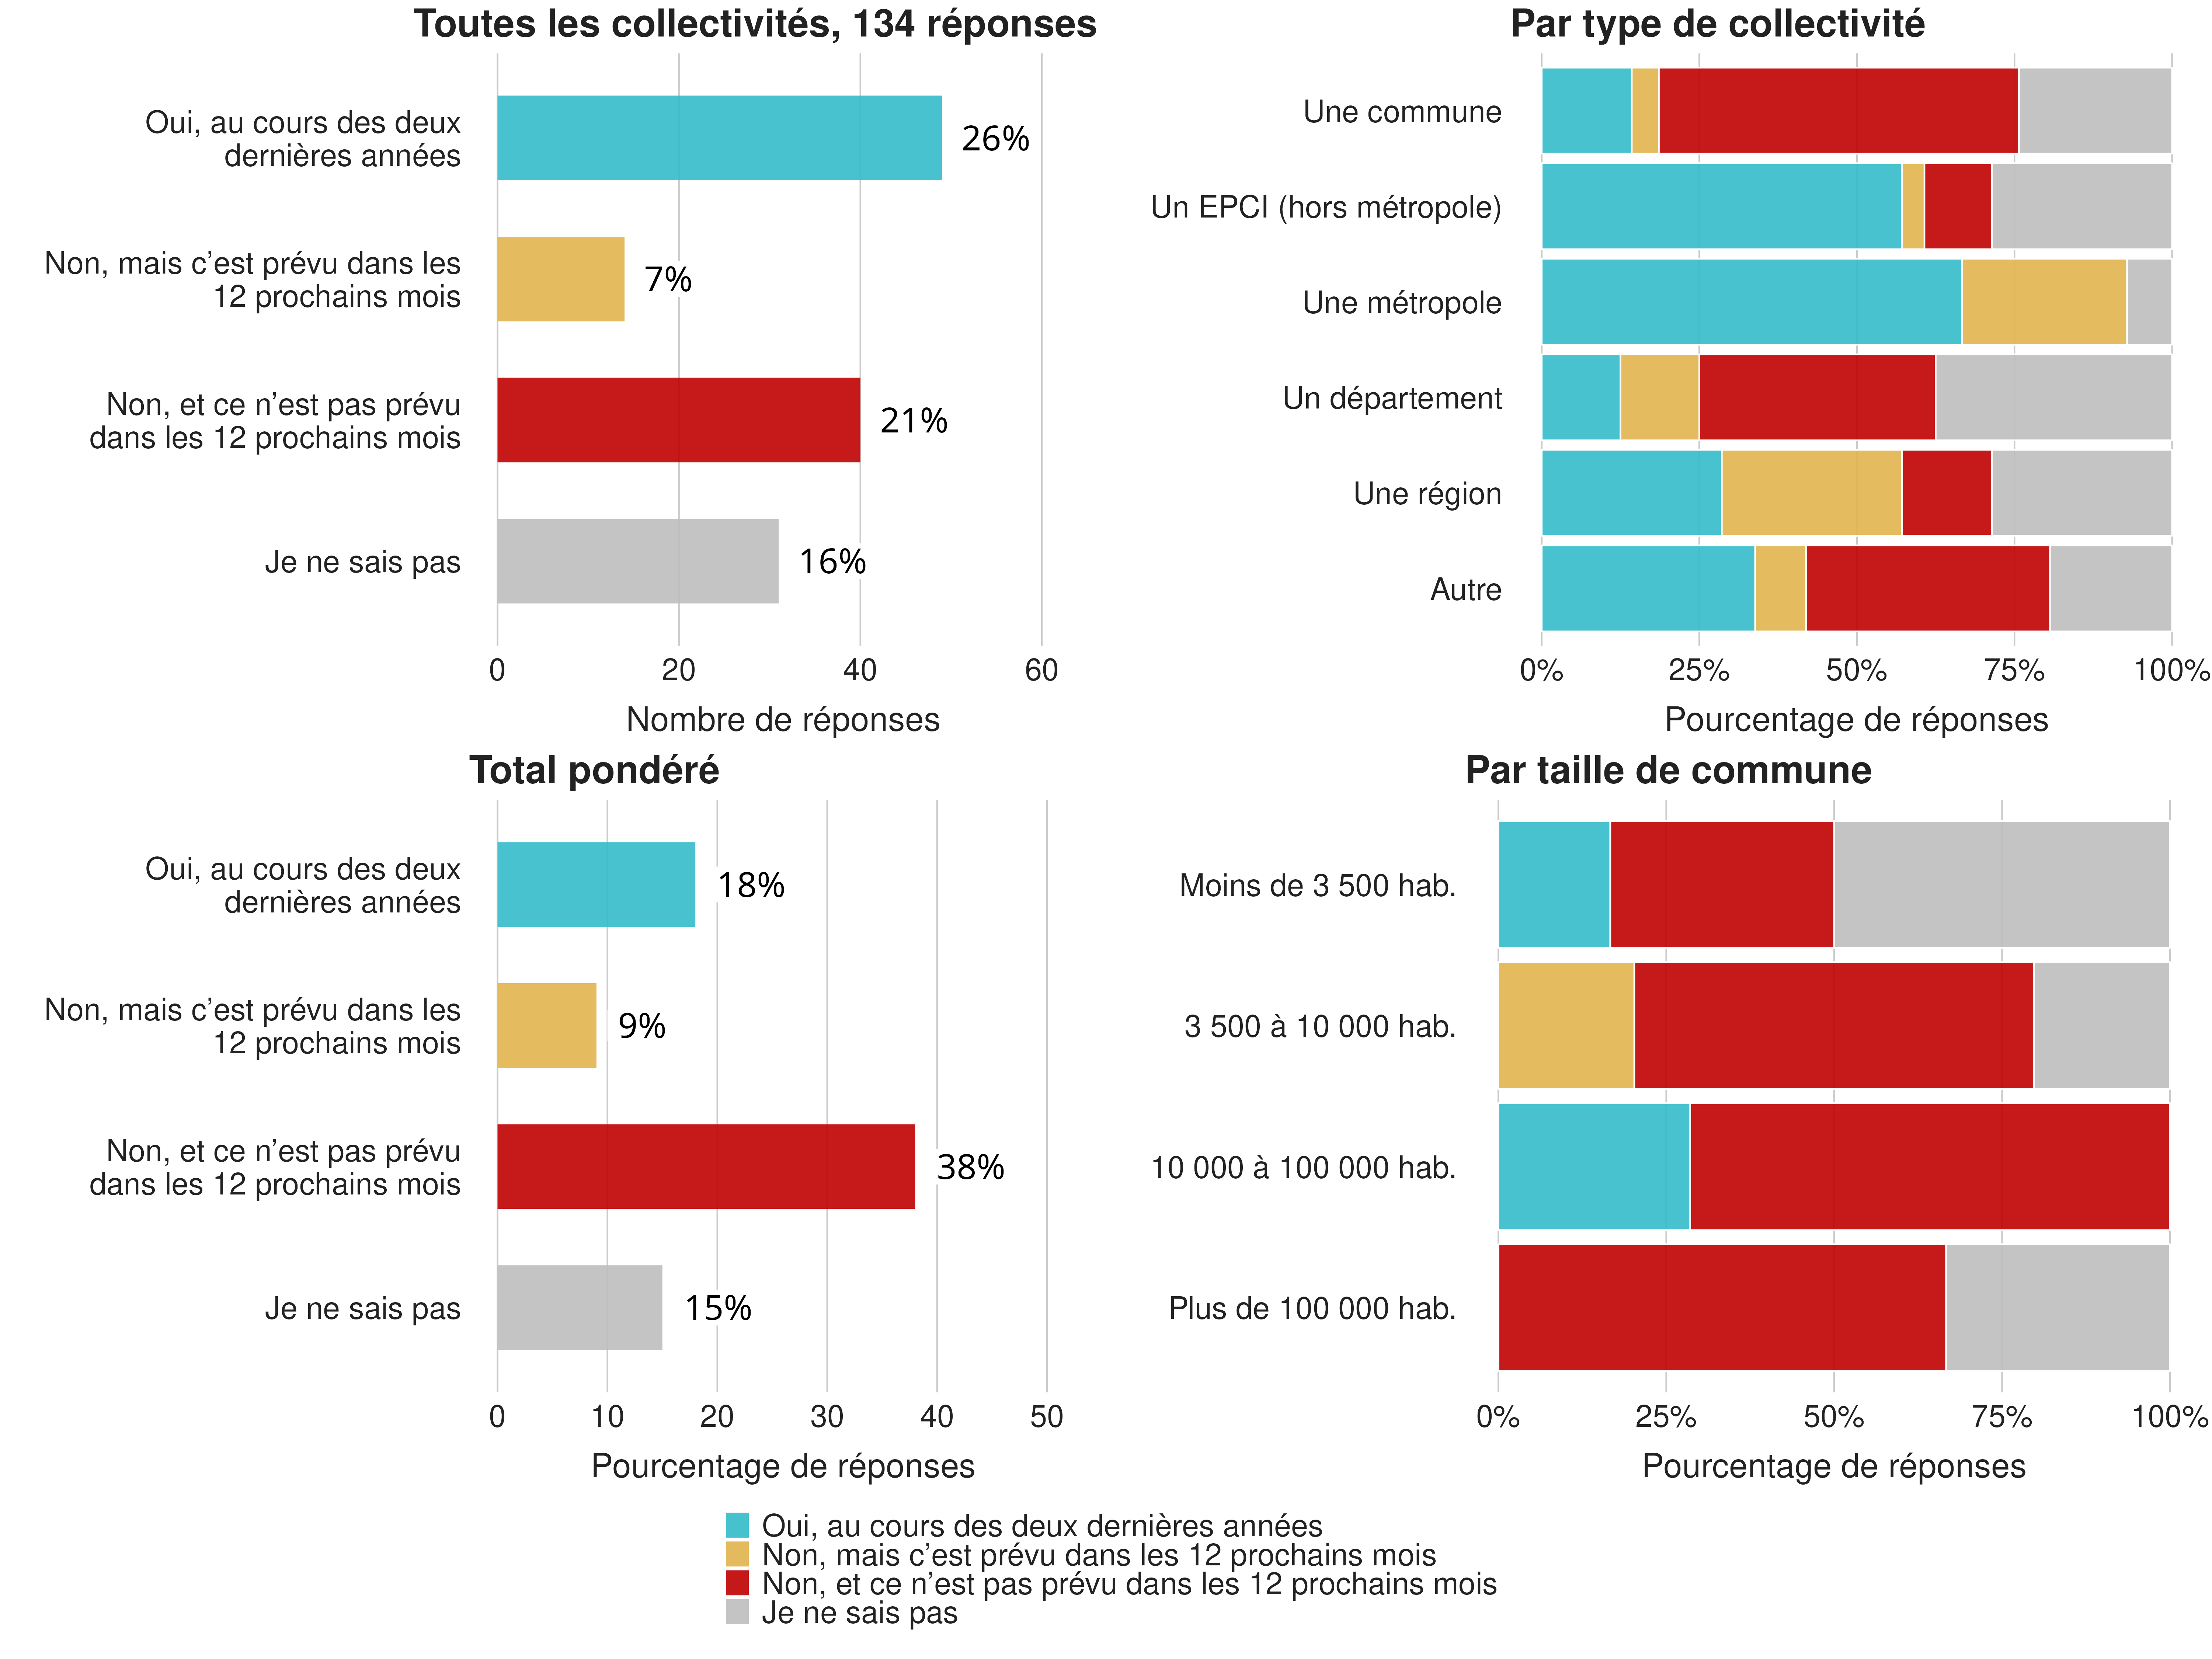 Toutes les collectivités, 134 réponses
Oui, au cours des deux
dernières années
26%
Non, mais c’est prévu dans les
12 prochains mois
7%
Non, et ce n’est pas prévu
dans les 12 prochains mois
21%
Je ne sais pas
16%
0 20 40 60
Nombre de réponses
Par type de collectivité
Une commune
Un EPCI (hors métropole)
Une métropole
Un département
Une région
Autre
0% 25% 50% 75% 100%
Pourcentage de réponses
Total pondéré
Oui, au cours des deux
dernières années
18%
Non, mais c’est prévu dans les
12 prochains mois
9%
Non, et ce n’est pas prévu
dans les 12 prochains mois
38%
Je ne sais pas
15%
0 10 20 30 40 50
Pourcentage de réponses
Par taille de commune
Moins de 3 500 hab.
3 500 à 10 000 hab.
10 000 à 100 000 hab.
Plus de 100 000 hab.
0% 25% 50% 75% 100%
Pourcentage de réponses
Oui, au cours des deux dernières années
Non, mais c’est prévu dans les 12 prochains mois
Non, et ce n’est pas prévu dans les 12 prochains mois
Je ne sais pas